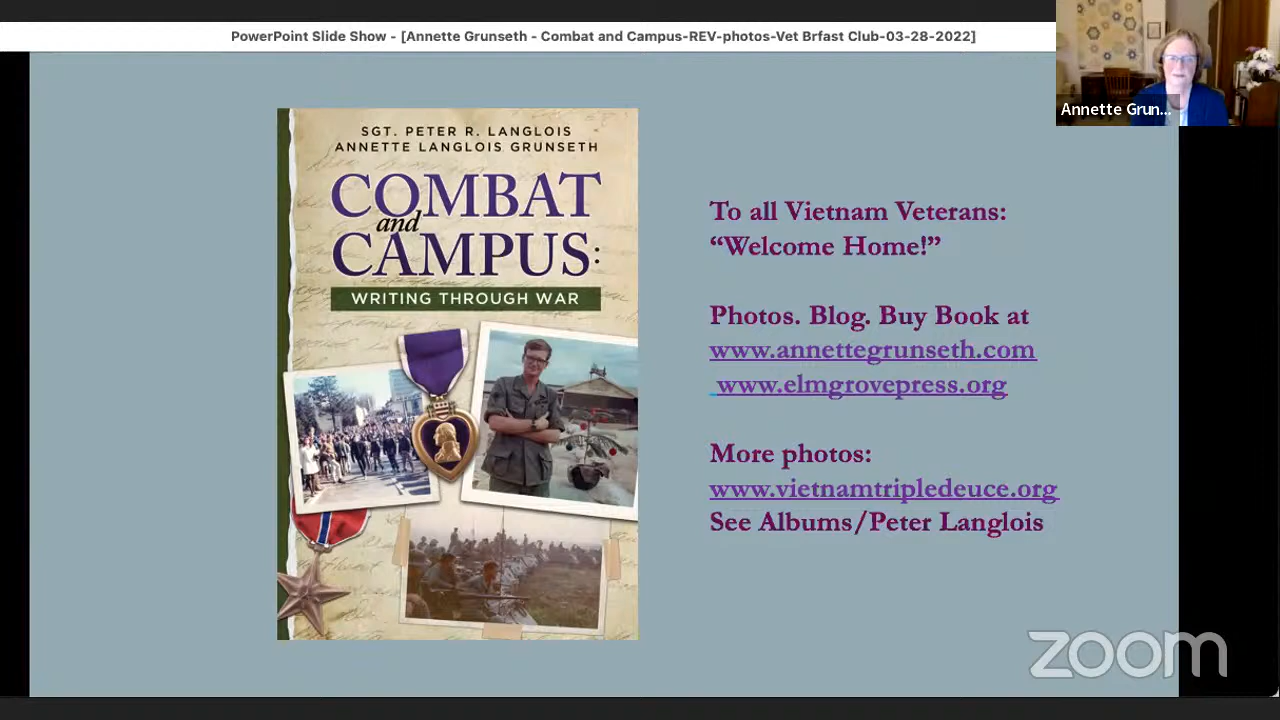 PowerPoint Slide Show - [Annette Grunseth - Combat and Campus-REV-photos-Vet Brfast Club-03-28-2022]
Annette Grun...
SGT. PETER R. LANGLOIS
ANNETTE LANGLOIS GRUNSETH
COMBAT
and
CAMPUS:
WRITING THROUGH WAR
To all Vietnam Veterans:
“Welcome Home!”
Photos. Blog. Buy Book at
www.annettegrunseth.com
www.elmgrovepress.org
More photos:
www.vietnamtripledeuce.org
See Albums/Peter Langlois
zoom